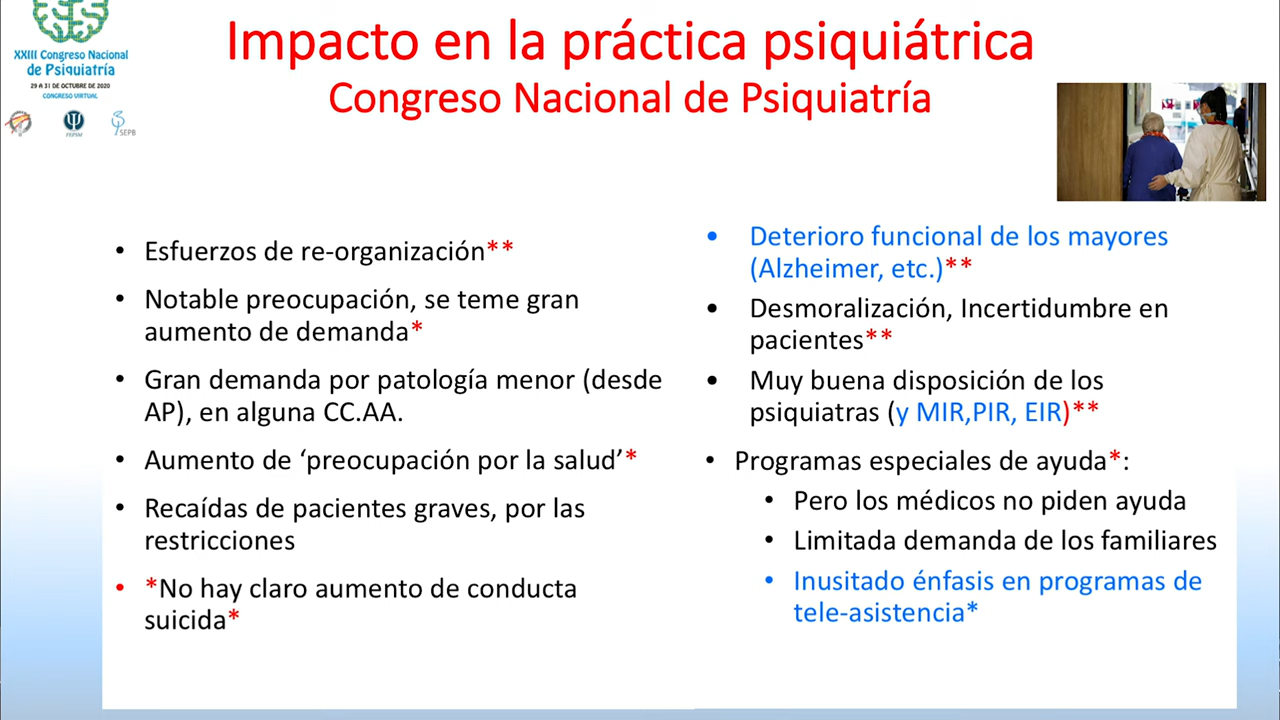 XXIII Congreso Nacional
de Psiquiatría
29 A 31 DE OCTUBRE DE 2020
CONGRESO VIRTUAL
SEPB
Impacto en la práctica psiquiátrica
Congreso Nacional de Psiquiatría
• Esfuerzos de re-organización**
• Notable preocupación, se teme gran
aumento de demanda*
• Gran demanda por patología menor (desde
AP), en alguna CC.AA.
• Aumento de ‘preocupación por la salud’*
• Recaídas de pacientes graves, por las
restricciones
• *No hay claro aumento de conducta
suicida*
• Deterioro funcional de los mayores
(Alzheimer, etc.)**
• Desmoralización, Incertidumbre en
pacientes**
• Muy buena disposición de los
psiquiatras (y MIR,PIR, EIR)**
• Programas especiales de ayuda*:
• Pero los médicos no piden ayuda
• Limitada demanda de los familiares
• Inusitado énfasis en programas de
tele-asistencia*